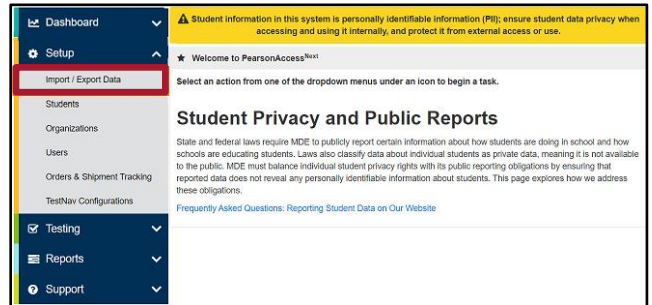 Dashboard
Setup
Import / Export Data
Students
Organizations
Users
Orders & Shipment Tracking
TestNav Configurations
Testing
Reports
Support
Student information in this system is personally identifiable information (PII); ensure student data privacy when
accessing and using it internally, and protect it from external access or use.
Welcome to PearsonAccessNext
Select an action from one of the dropdown menus under an icon to begin a task.
Student Privacy and Public Reports
State and federal laws require MDE to publicly report certain information about how students are doing in school and how
schools are educating students. Laws also classify data about individual students as private data, meaning it is not available
to the public. MDE must balance individual student privacy rights with its public reporting obligations by ensuring that
reported data does not reveal any personally identifiable information about students. This page explores how we address
these obligations.
Frequently Asked Questions: Reporting Student Data on Our Website